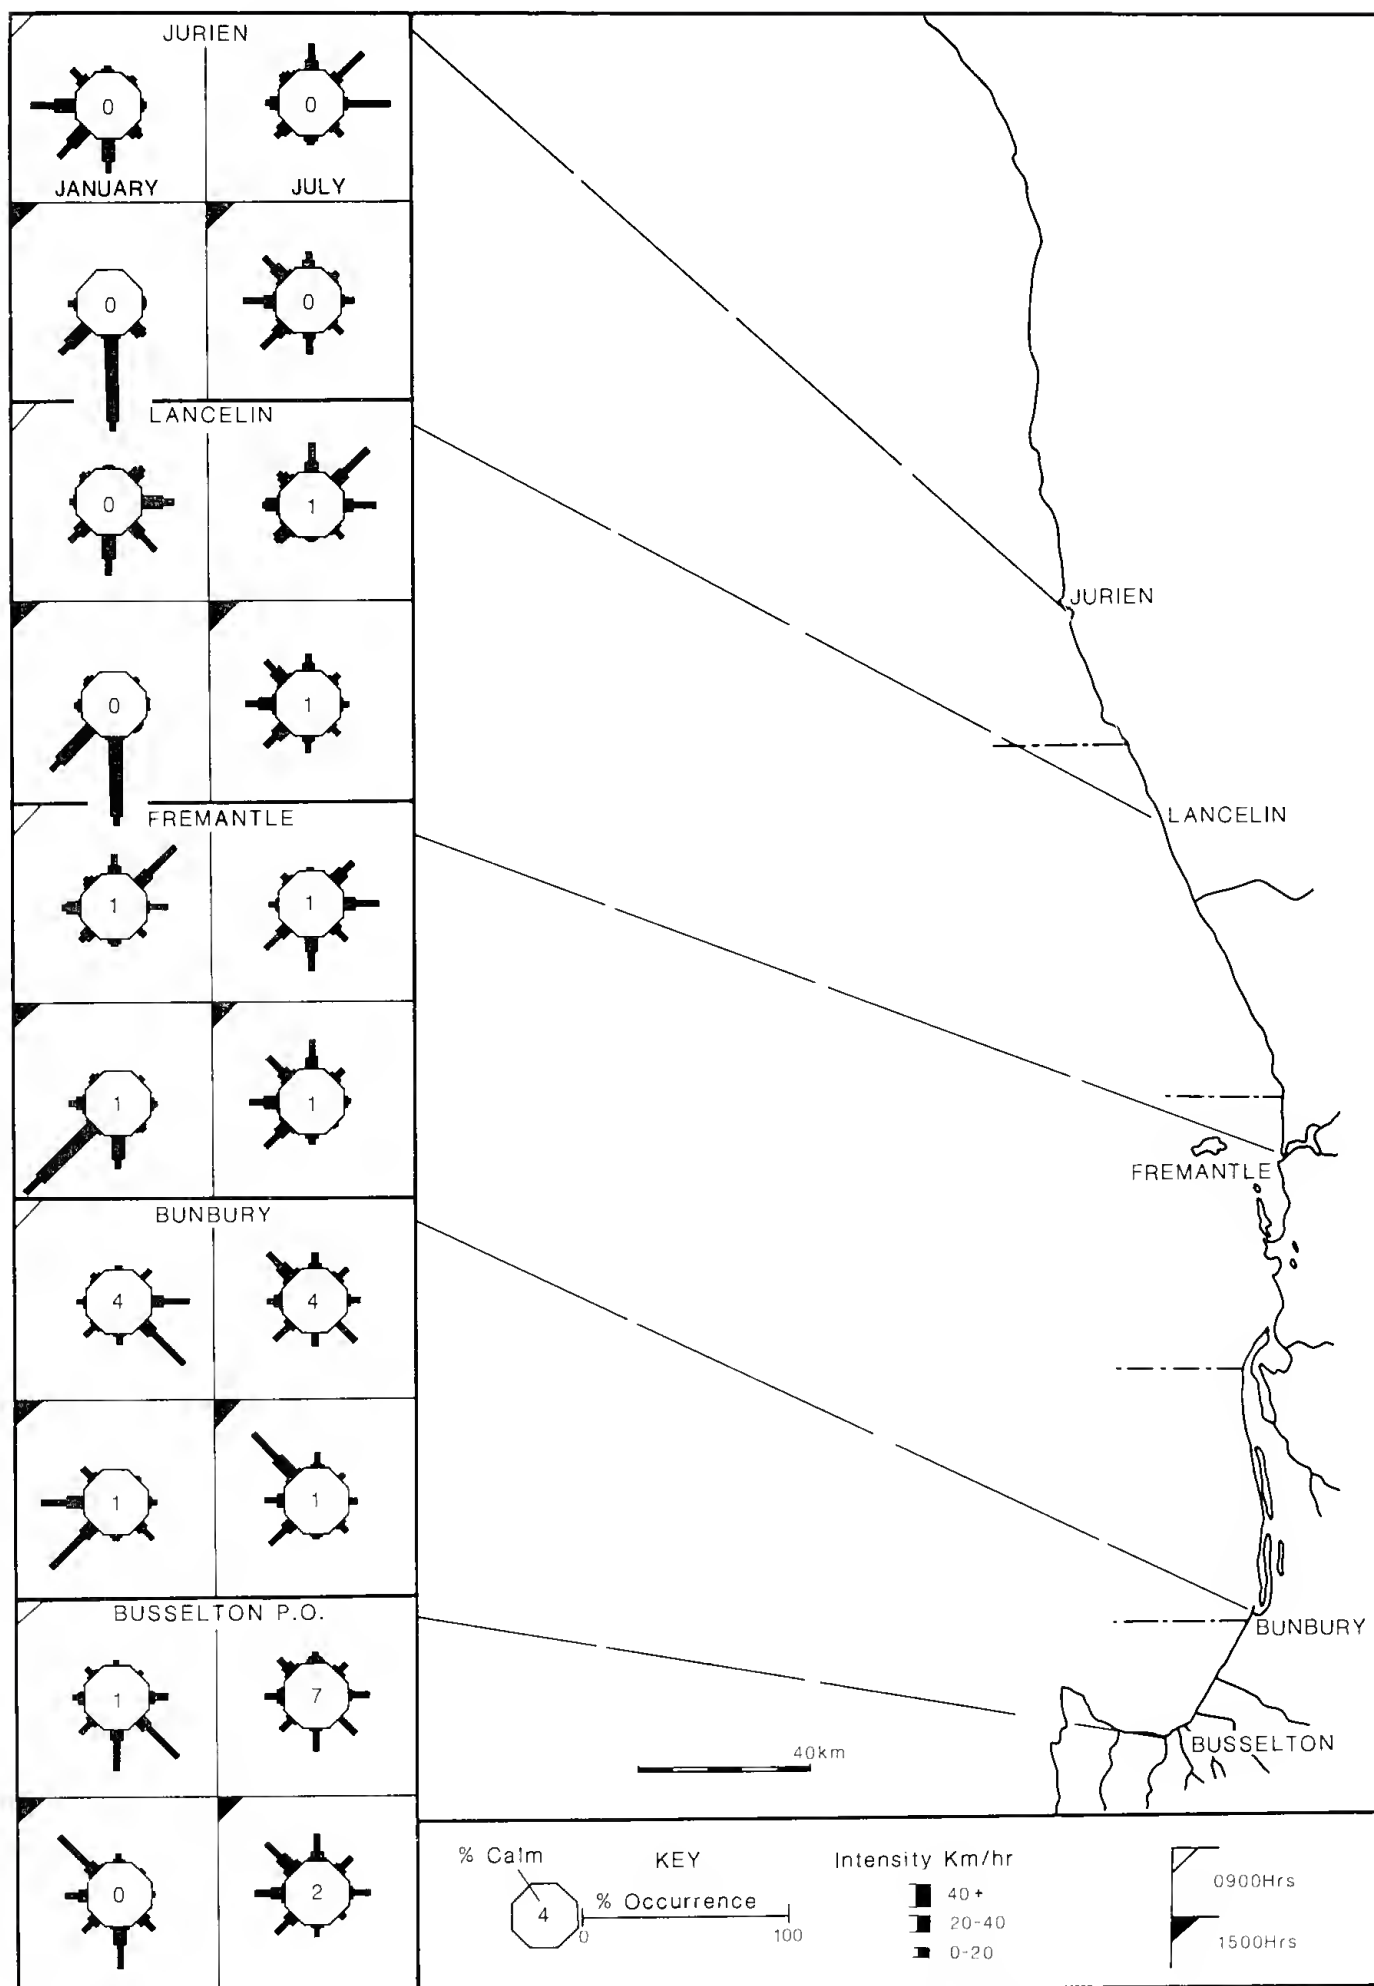 JURIEN
0
0
JANUARY
JULY
0
0
LANCELIN
0
1
0
1
FREMANTLE
1
1
1
1
BUNBURY
4
4
1
1
BUSSELTON P.O.
1
7
0
2
JURIEN
LANCELIN
FREMANTLE
BUNBURY
BUSSELTON
40km
% Calm
KEY
4
% Occurrence
0
100
Intensity Km/hr
40+
20-40
0-20
0900Hrs
1500Hrs